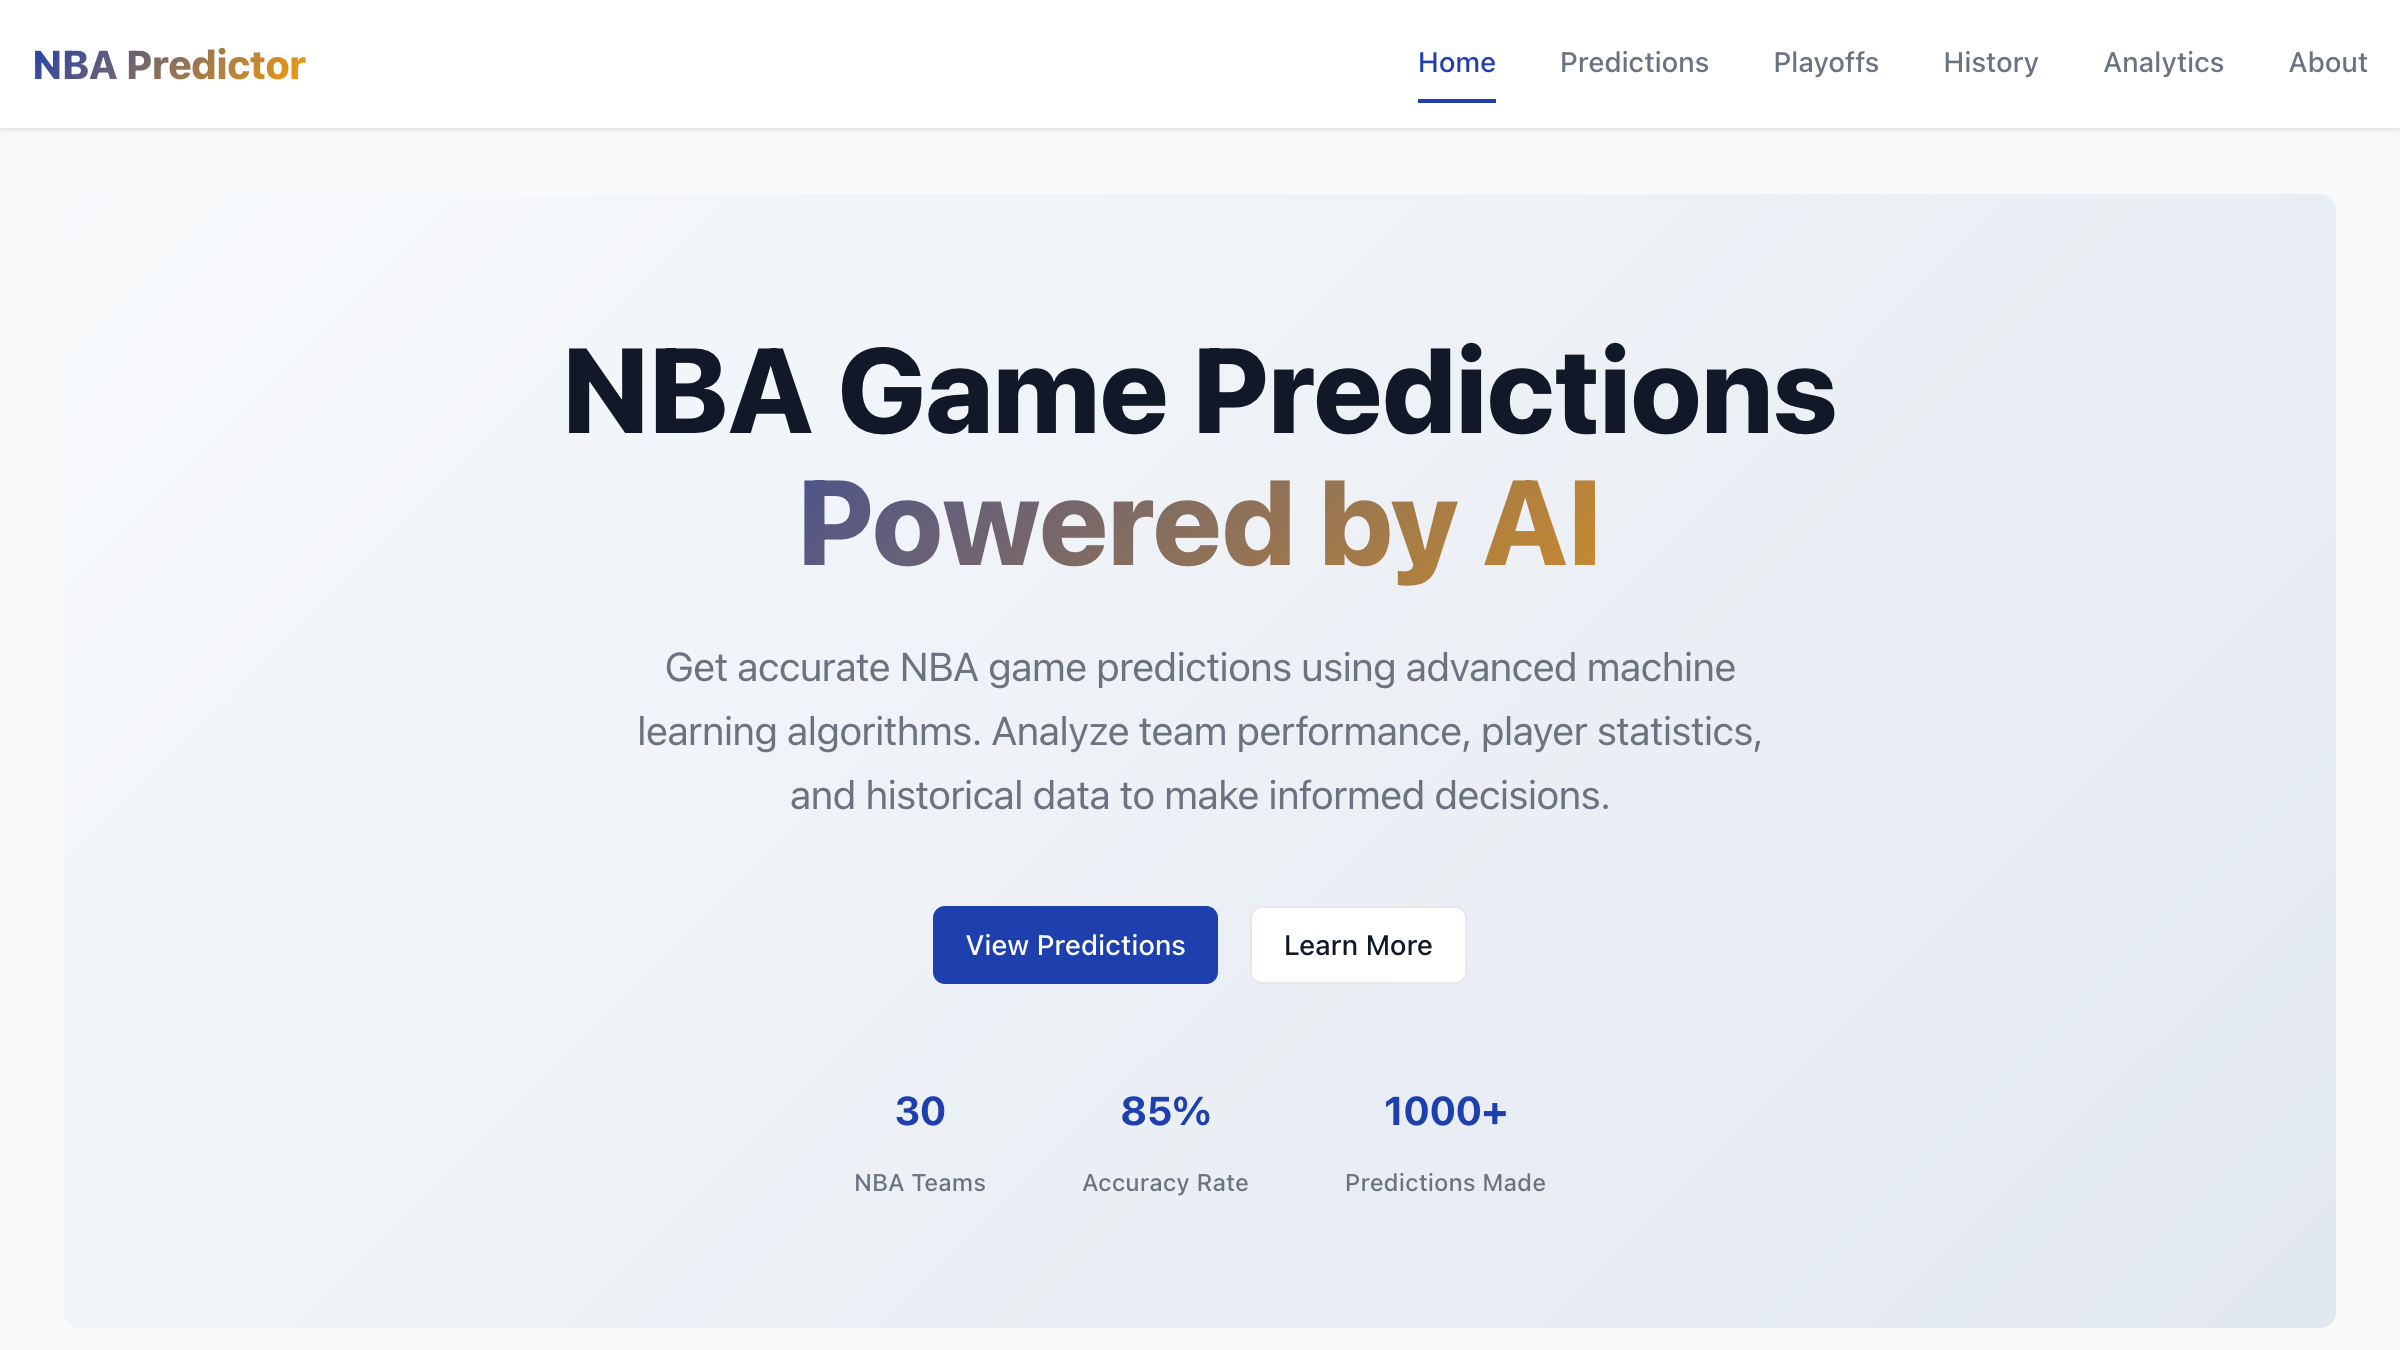 NBA Predictor
Home
Predictions
Playoffs
History
Analytics
About
NBA Game Predictions
Powered by AI
Get accurate NBA game predictions using advanced machine
learning algorithms. Analyze team performance, player statistics,
and historical data to make informed decisions.
View Predictions
Learn More
30
NBA Teams
85%
Accuracy Rate
1000+
Predictions Made